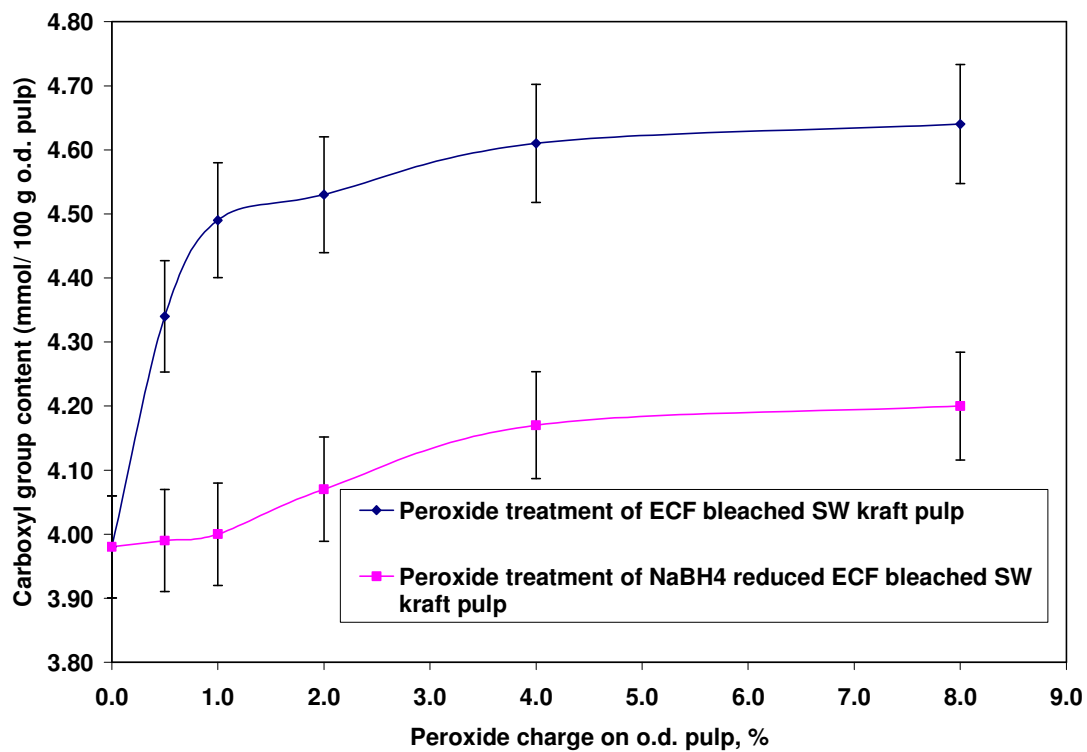 Carboxyl group content (mmol/ 100 g o.d. pulp)
4.80
4.70
4.60
4.50
4.40
4.30
4.20
4.10
4.00
3.90
3.80
Peroxide treatment of ECF bleached SW kraft pulp
Peroxide treatment of NaBH4 reduced ECF bleached SW
kraft pulp
0.0 1.0 2.0 3.0 4.0 5.0 6.0 7.0 8.0 9.0
Peroxide charge on o.d. pulp, %